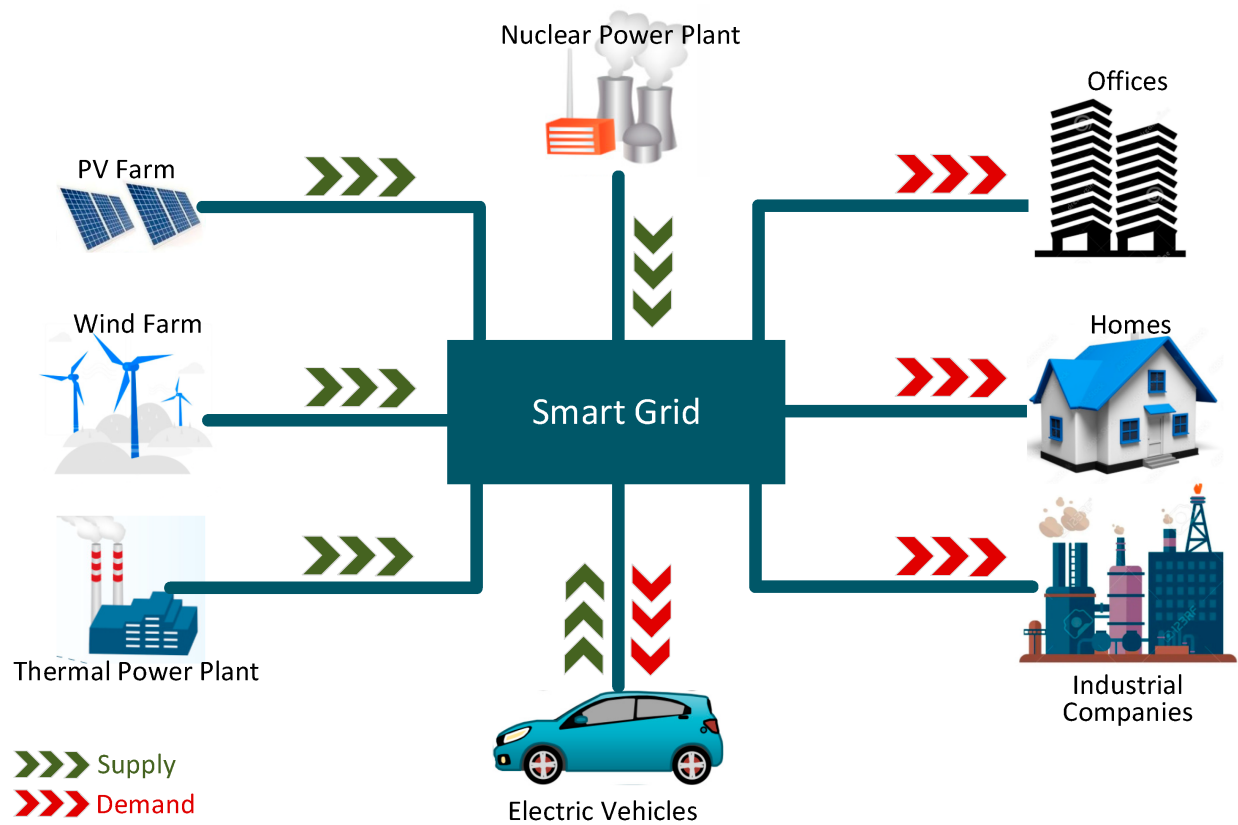 Nuclear Power Plant
Offices
PV Farm
Wind Farm
Homes
Smart Grid
Thermal Power Plant
Industrial
Companies
Supply
Demand
Electric Vehicles